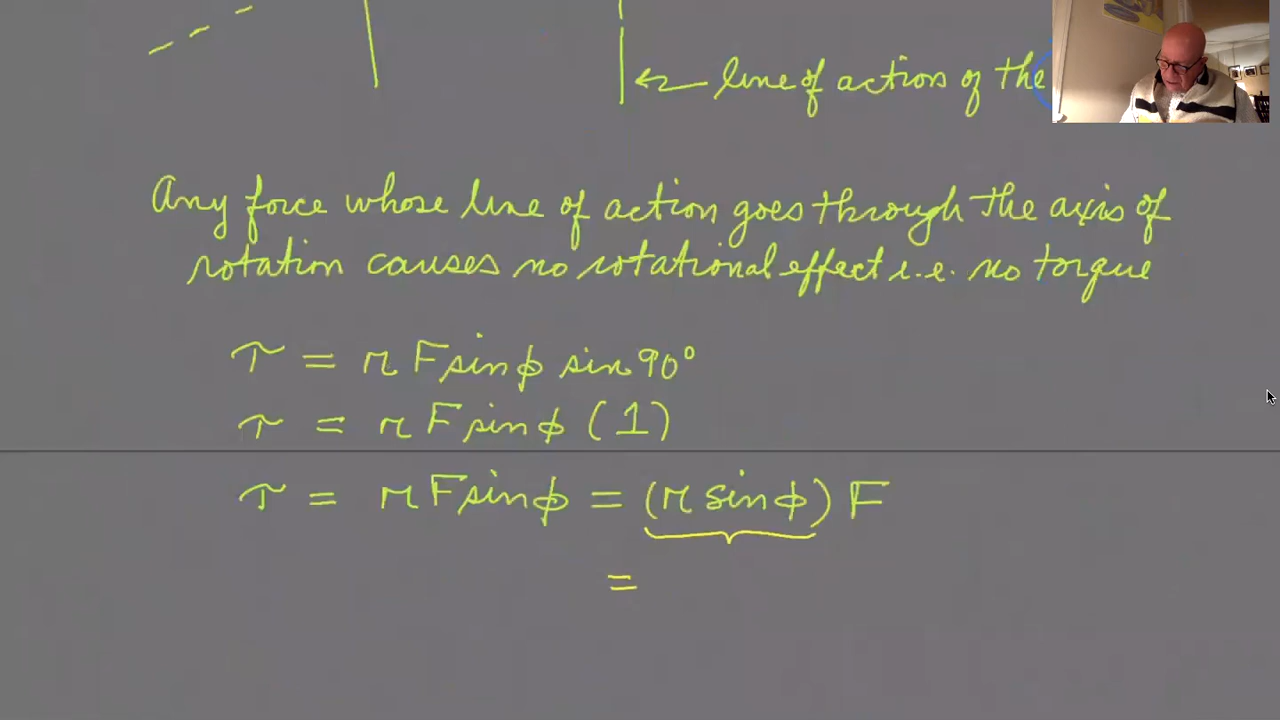 ← line of action of the
Any force whose line of action goes through the axis of
rotation causes no rotational effect i.e. no torque
τ = r F sin ϕ sin 90°
τ = r F sin ϕ (1)
τ = r F sin ϕ = (r sin ϕ) F
=